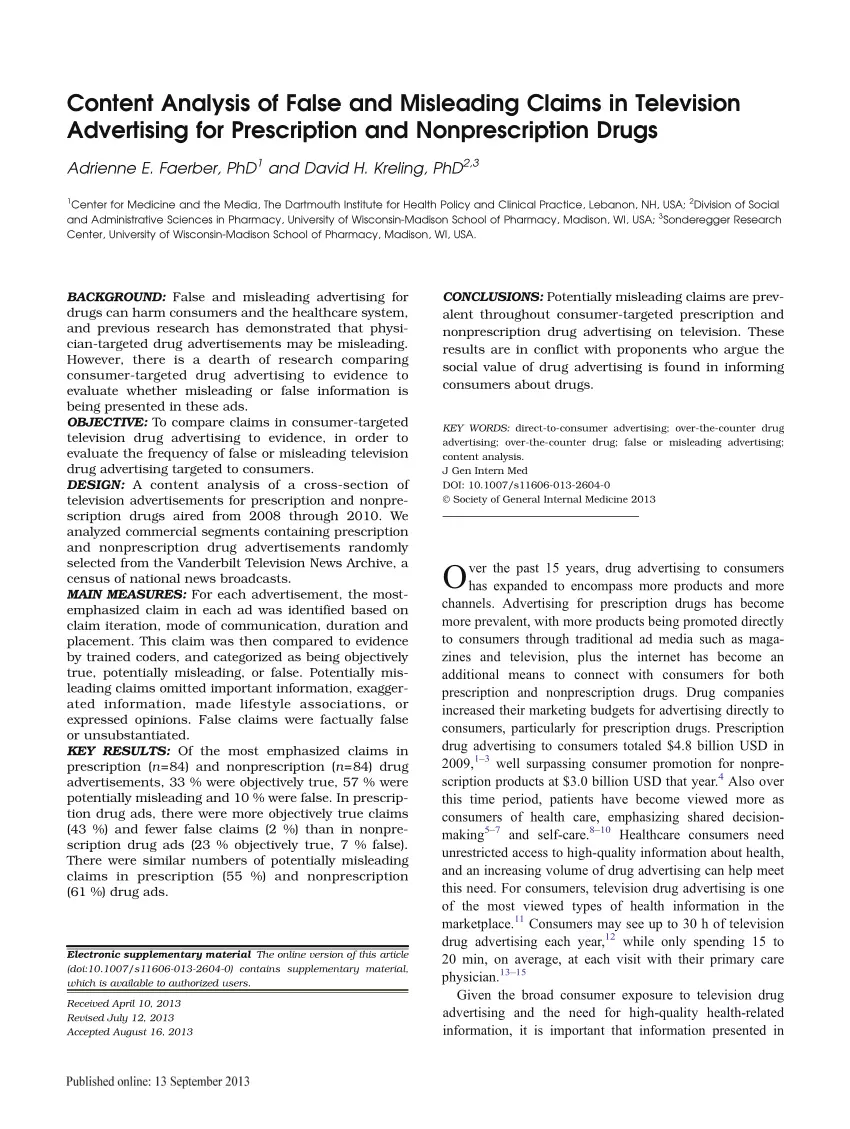 Content Analysis of False and Misleading Claims in Television
Advertising for Prescription and Nonprescription Drugs
Adrienne E. Faerber, PhD1 and David H. Kreling, PhD2,3
1Center for Medicine and the Media, The Dartmouth Institute for Health Policy and Clinical Practice, Lebanon, NH, USA; 2Division of Social
and Administrative Sciences in Pharmacy, University of Wisconsin-Madison School of Pharmacy, Madison, WI, USA; 3Sonderegger Research
Center, University of Wisconsin-Madison School of Pharmacy, Madison, WI, USA.
BACKGROUND: False and misleading advertising for
drugs can harm consumers and the healthcare system,
and previous research has demonstrated that physi-
cian-targeted drug advertisements may be misleading.
However, there is a dearth of research comparing
consumer-targeted drug advertising to evidence to
evaluate whether misleading or false information is
being presented in these ads.
OBJECTIVE: To compare claims in consumer-targeted
television drug advertising to evidence, in order to
evaluate the frequency of false or misleading television
drug advertising targeted to consumers.
DESIGN: A content analysis of a cross-section of
television advertisements for prescription and nonpre-
scription drugs aired from 2008 through 2010. We
analyzed commercial segments containing prescription
and nonprescription drug advertisements randomly
selected from the Vanderbilt Television News Archive, a
census of national news broadcasts.
MAIN MEASURES: For each advertisement, the most-
emphasized claim in each ad was identified based on
claim iteration, mode of communication, duration and
placement. This claim was then compared to evidence
by trained coders, and categorized as being objectively
true, potentially misleading, or false. Potentially mis-
leading claims omitted important information, exagger-
ated information, made lifestyle associations, or
expressed opinions. False claims were factually false
or unsubstantiated.
KEY RESULTS: Of the most emphasized claims in
prescription (n=84) and nonprescription (n=84) drug
advertisements, 33 % were objectively true, 57 % were
potentially misleading and 10 % were false. In prescrip-
tion drug ads, there were more objectively true claims
(43 %) and fewer false claims (2 %) than in nonpre-
scription drug ads (23 % objectively true, 7 % false).
There were similar numbers of potentially misleading
claims in prescription (55 %) and nonprescription
(61 %) drug ads.
Electronic supplementary material The online version of this article
(doi:10.1007/s11606-013-2604-0) contains supplementary material,
which is available to authorized users.
Received April 10, 2013
Revised July 12, 2013
Accepted August 16, 2013
Published online: 13 September 2013
CONCLUSIONS: Potentially misleading claims are prev-
alent throughout consumer-targeted prescription and
nonprescription drug advertising on television. These
results are in conflict with proponents who argue the
social value of drug advertising is found in informing
consumers about drugs.
KEY WORDS: direct-to-consumer advertising; over-the-counter drug
advertising; over-the-counter drug; false or misleading advertising;
content analysis.
J Gen Intern Med
DOI: 10.1007/s11606-013-2604-0
© Society of General Internal Medicine 2013
Over the past 15 years, drug advertising to consumers
has expanded to encompass more products and more
channels. Advertising for prescription drugs has become
more prevalent, with more products being promoted directly
to consumers through traditional ad media such as maga-
zines and television, plus the internet has become an
additional means to connect with consumers for both
prescription and nonprescription drugs. Drug companies
increased their marketing budgets for advertising directly to
consumers, particularly for prescription drugs. Prescription
drug advertising to consumers totaled $4.8 billion USD in
2009,1–3 well surpassing consumer promotion for nonpre-
scription products at $3.0 billion USD that year.4 Also over
this time period, patients have become viewed more as
consumers of health care, emphasizing shared decision-
making5–7 and self-care.8–10 Healthcare consumers need
unrestricted access to high-quality information about health,
and an increasing volume of drug advertising can help meet
this need. For consumers, television drug advertising is one
of the most viewed types of health information in the
marketplace.11 Consumers may see up to 30 h of television
drug advertising each year,12 while only spending 15 to
20 min, on average, at each visit with their primary care
physician.13–15
Given the broad consumer exposure to television drug
advertising and the need for high-quality health-related
information, it is important that information presented in